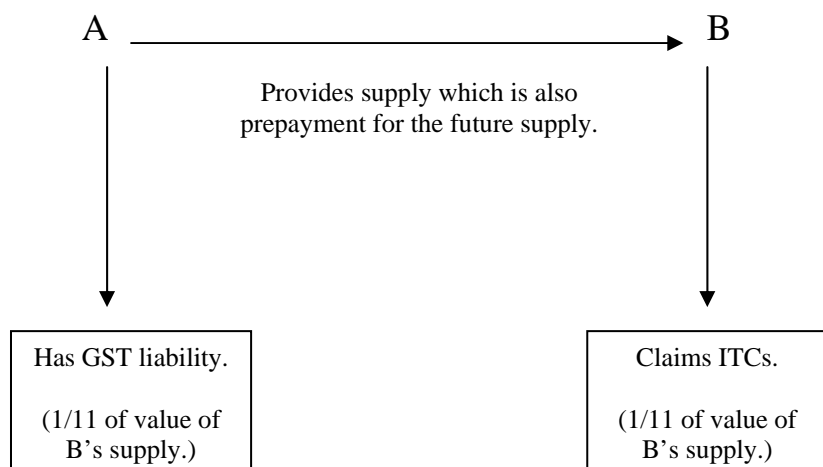 A
B
Provides supply which is also
prepayment for the future supply.
Has GST liability.
(1/11 of value of
B's supply.)
Claims ITCs.
(1/11 of value of
B's supply.)